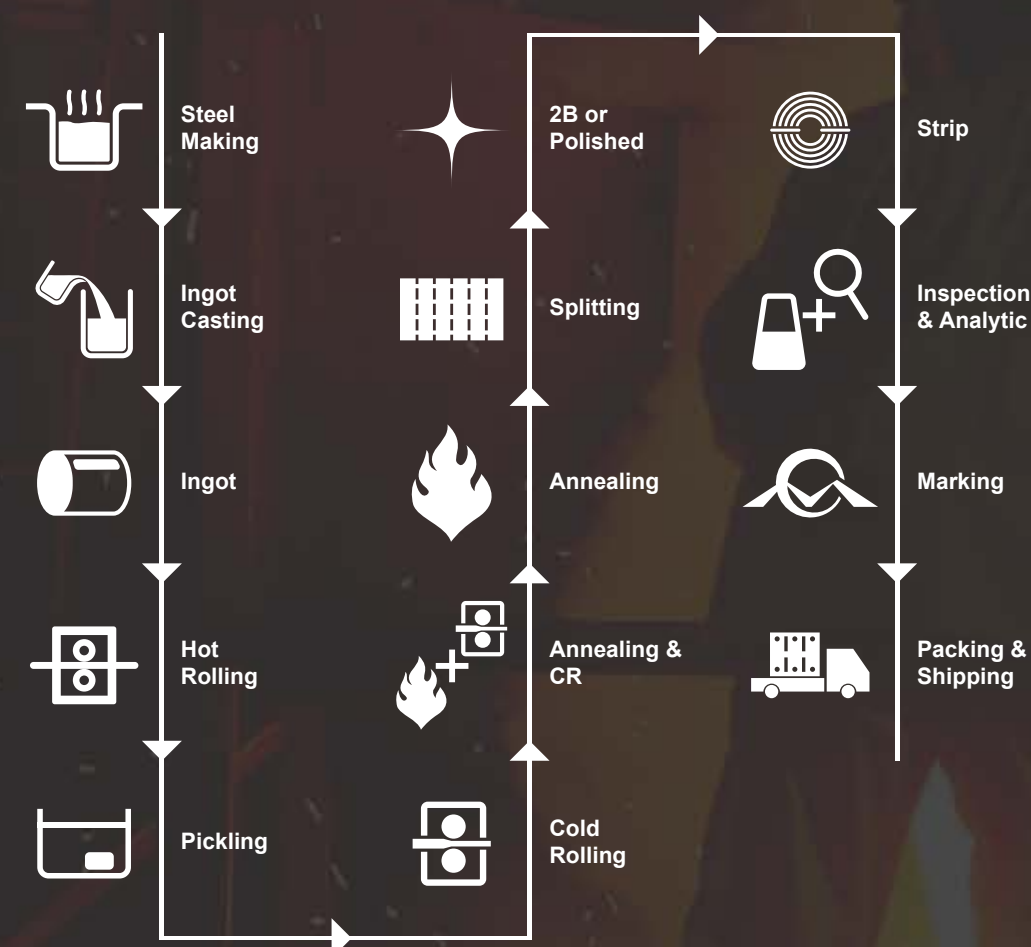 Steel
Making
Ingot
Casting
Ingot
Hot
Rolling
Pickling
Cold
Rolling
Annealing &
CR
Annealing
Splitting
2B or
Polished
Strip
Inspection
& Analytic
Marking
Packing &
Shipping